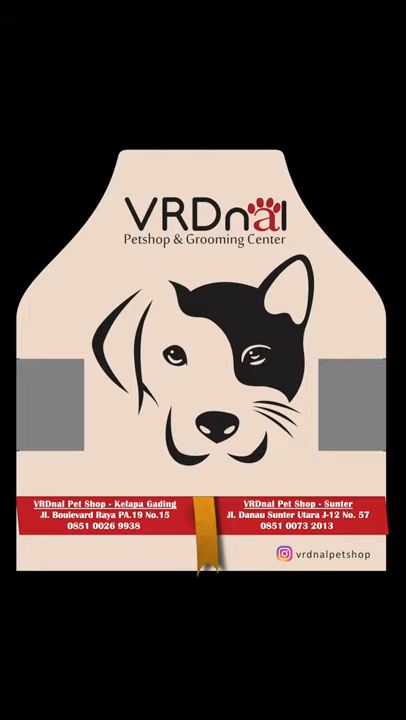 VRDnal
Petshop & Grooming Center
VRDnal Pet Shop - Kelapa Gading
Jl. Boulevard Raya PA.19 No.15
0851 0026 9938
VRDnal Pet Shop - Sunter
Jl. Danau Sunter Utara J-12 No. 57
0851 0073 2013
vrdnalpetshop